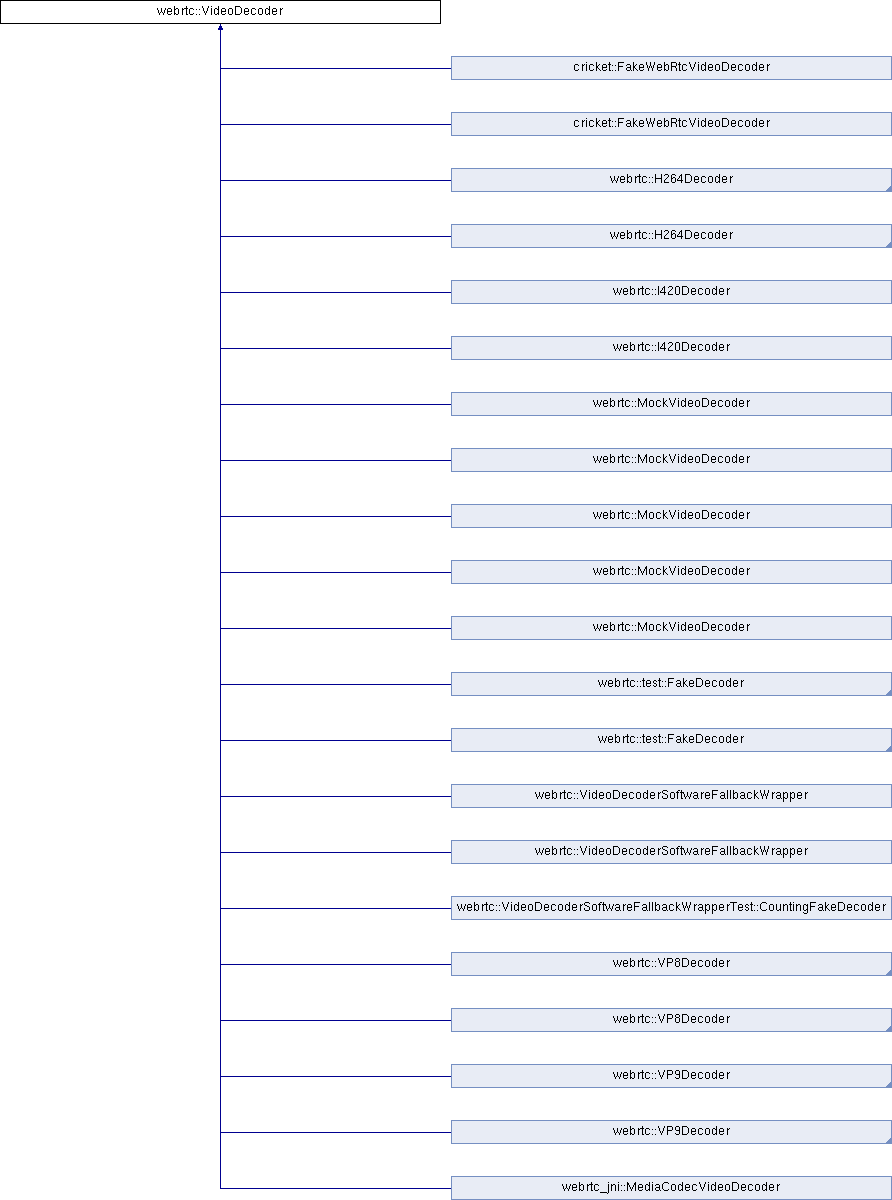 webrtc::VideoDecoder
cricket::FakeWebRtcVideoDecoder
cricket::FakeWebRtcVideoDecoder
webrtc::H264Decoder
webrtc::H264Decoder
webrtc::I420Decoder
webrtc::I420Decoder
webrtc::MockVideoDecoder
webrtc::MockVideoDecoder
webrtc::MockVideoDecoder
webrtc::MockVideoDecoder
webrtc::MockVideoDecoder
webrtc::test::FakeDecoder
webrtc::test::FakeDecoder
webrtc::VideoDecoderSoftwareFallbackWrapper
webrtc::VideoDecoderSoftwareFallbackWrapper
webrtc::VideoDecoderSoftwareFallbackWrapperTest::CountingFakeDecoder
webrtc::VP8Decoder
webrtc::VP8Decoder
webrtc::VP9Decoder
webrtc::VP9Decoder
webrtc_jni::MediaCodecVideoDecoder